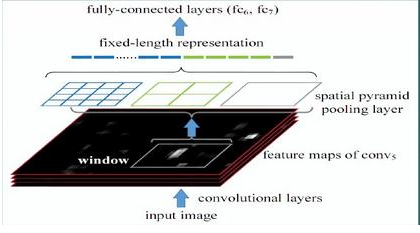 fully-connected layers (fc6, fc7)
fixed-length representation
spatial pyramid
pooling layer
window
feature maps of conv5
convolutional layers
input image